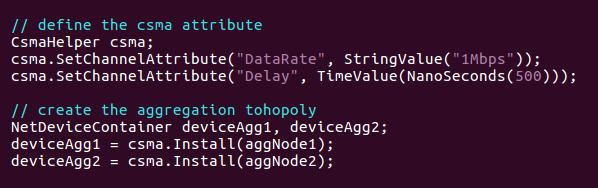 // define the csma attribute
CsmaHelper csma;
csma.SetChannelAttribute("DataRate", StringValue("1Mbps"));
csma.SetChannelAttribute("Delay", TimeValue(NanoSeconds(500)));
// create the aggregation tohopoly
NetDeviceContainer deviceAgg1, deviceAgg2;
deviceAgg1 = csma.Install(aggNode1);
deviceAgg2 = csma.Install(aggNode2);